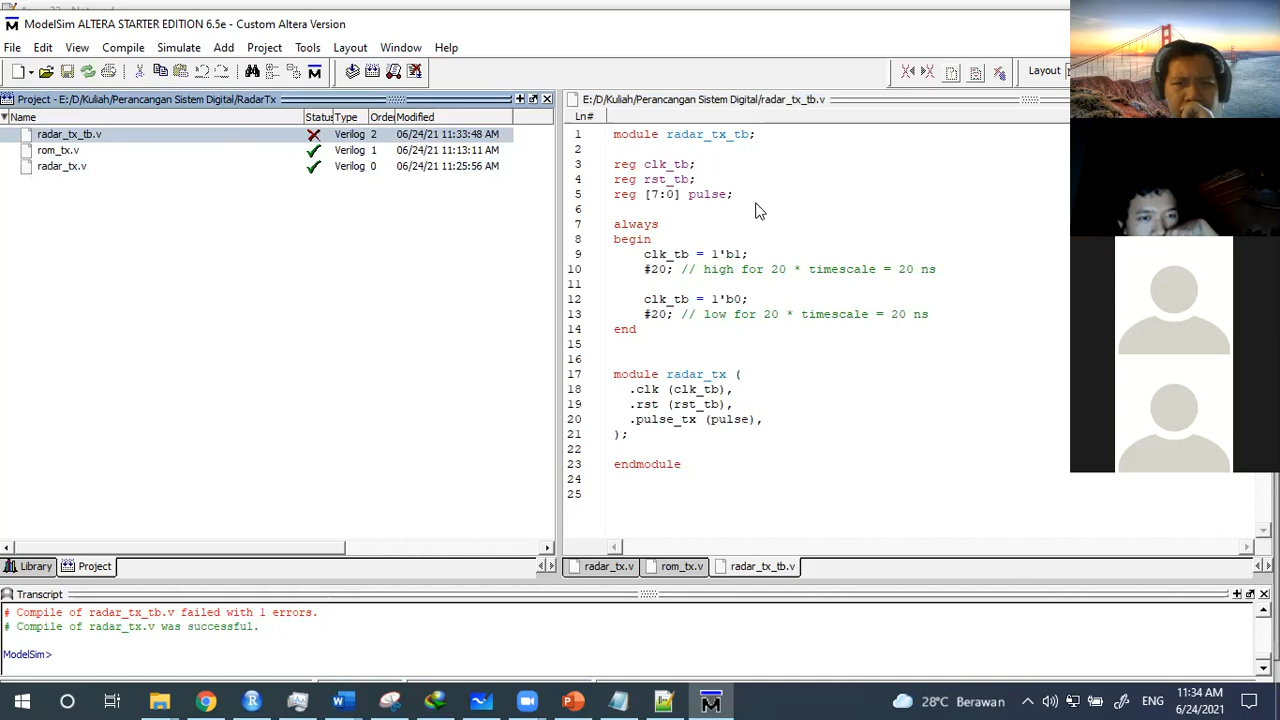 ModelSim ALTERA STARTER EDITION 6.5e - Custom Altera Version
File Edit View Compile Simulate Add Project Tools Layout Window Help
Layout
Project - E:/D/Kuliah/Perancangan Sistem Digital/RadarTx
Name Status Type Order Modified
radar_tx_tb.v Verilog 2 06/24/21 11:33:48 AM
rom_tx.v Verilog 1 06/24/21 11:13:11 AM
radar_tx.v Verilog 0 06/24/21 11:25:56 AM
Library Project
E:/D/Kuliah/Perancangan Sistem Digital/radar_tx_tb.v
Ln#
1 module radar_tx_tb;
2
3 reg clk_tb;
4 reg rst_tb;
5 reg [7:0] pulse;
6
7 always
8 begin
9 clk_tb = 1'b1;
10 #20; // high for 20 * timescale = 20 ns
11
12 clk_tb = 1'b0;
13 #20; // low for 20 * timescale = 20 ns
14 end
15
16
17 module radar_tx (
18 .clk (clk_tb),
19 .rst (rst_tb),
20 .pulse_tx (pulse),
21 );
22
23 endmodule
24
25
radar_tx.v rom_tx.v radar_tx_tb.v
Transcript
# Compile of radar_tx_tb.v failed with 1 errors.
# Compile of radar_tx.v was successful.
ModelSim>
28°C Berawan ENG 11:34 AM
6/24/2021